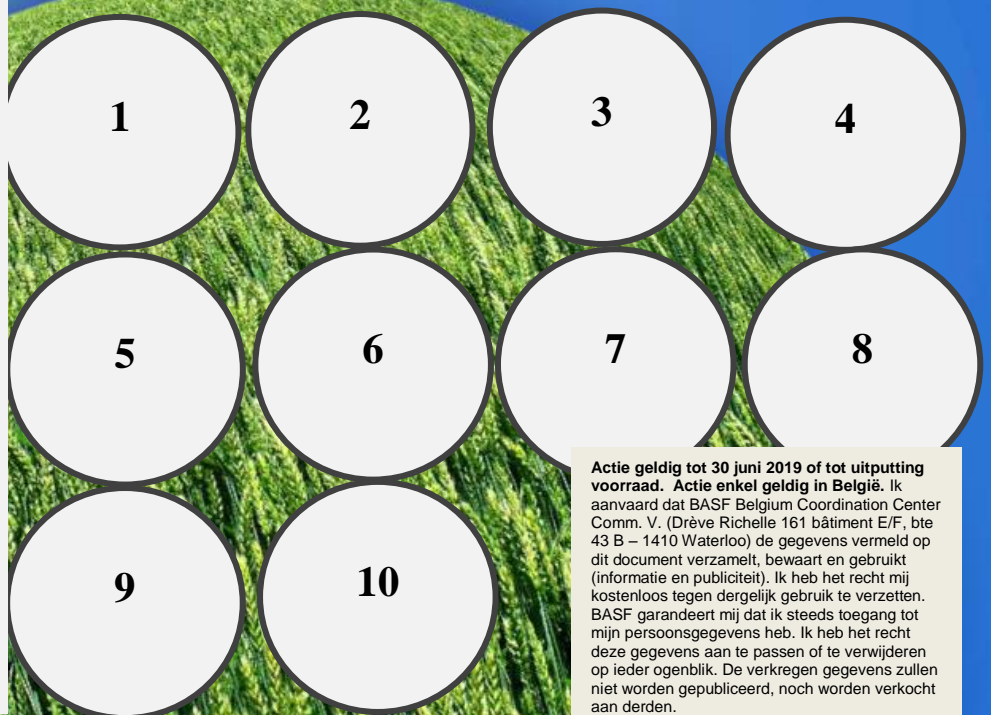 1
2
3
4
5
6
7
8
9
10
Actie geldig tot 30 juni 2019 of tot uitputting
voorraad. Actie enkel geldig in België. Ik
aanvaard dat BASF Belgium Coordination Center
Comm. V. (Drève Richelle 161 bâtiment E/F, bte
43 B – 1410 Waterloo) de gegevens vermeld op
dit document verzamelt, bewaart en gebruikt
(informatie en publiciteit). Ik heb het recht mij
kostenloos tegen dergelijk gebruik te verzetten.
BASF garandeert mij dat ik steeds toegang tot
mijn persoonsgegevens heb. Ik heb het recht
deze gegevens aan te passen of te verwijderen
op ieder ogenblik. De verkregen gegevens zullen
niet worden gepubliceerd, noch worden verkocht
aan derden.